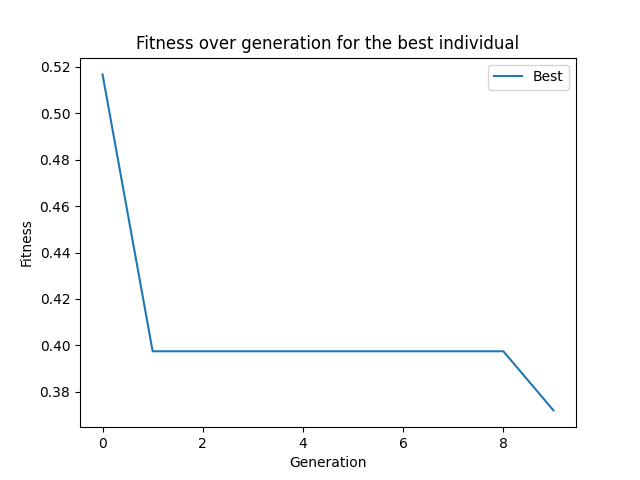 Fitness over generation for the best individual
Best
0.52
0.50
0.48
0.46
0.44
0.42
0.40
0.38
Fitness
0 2 4 6 8
Generation